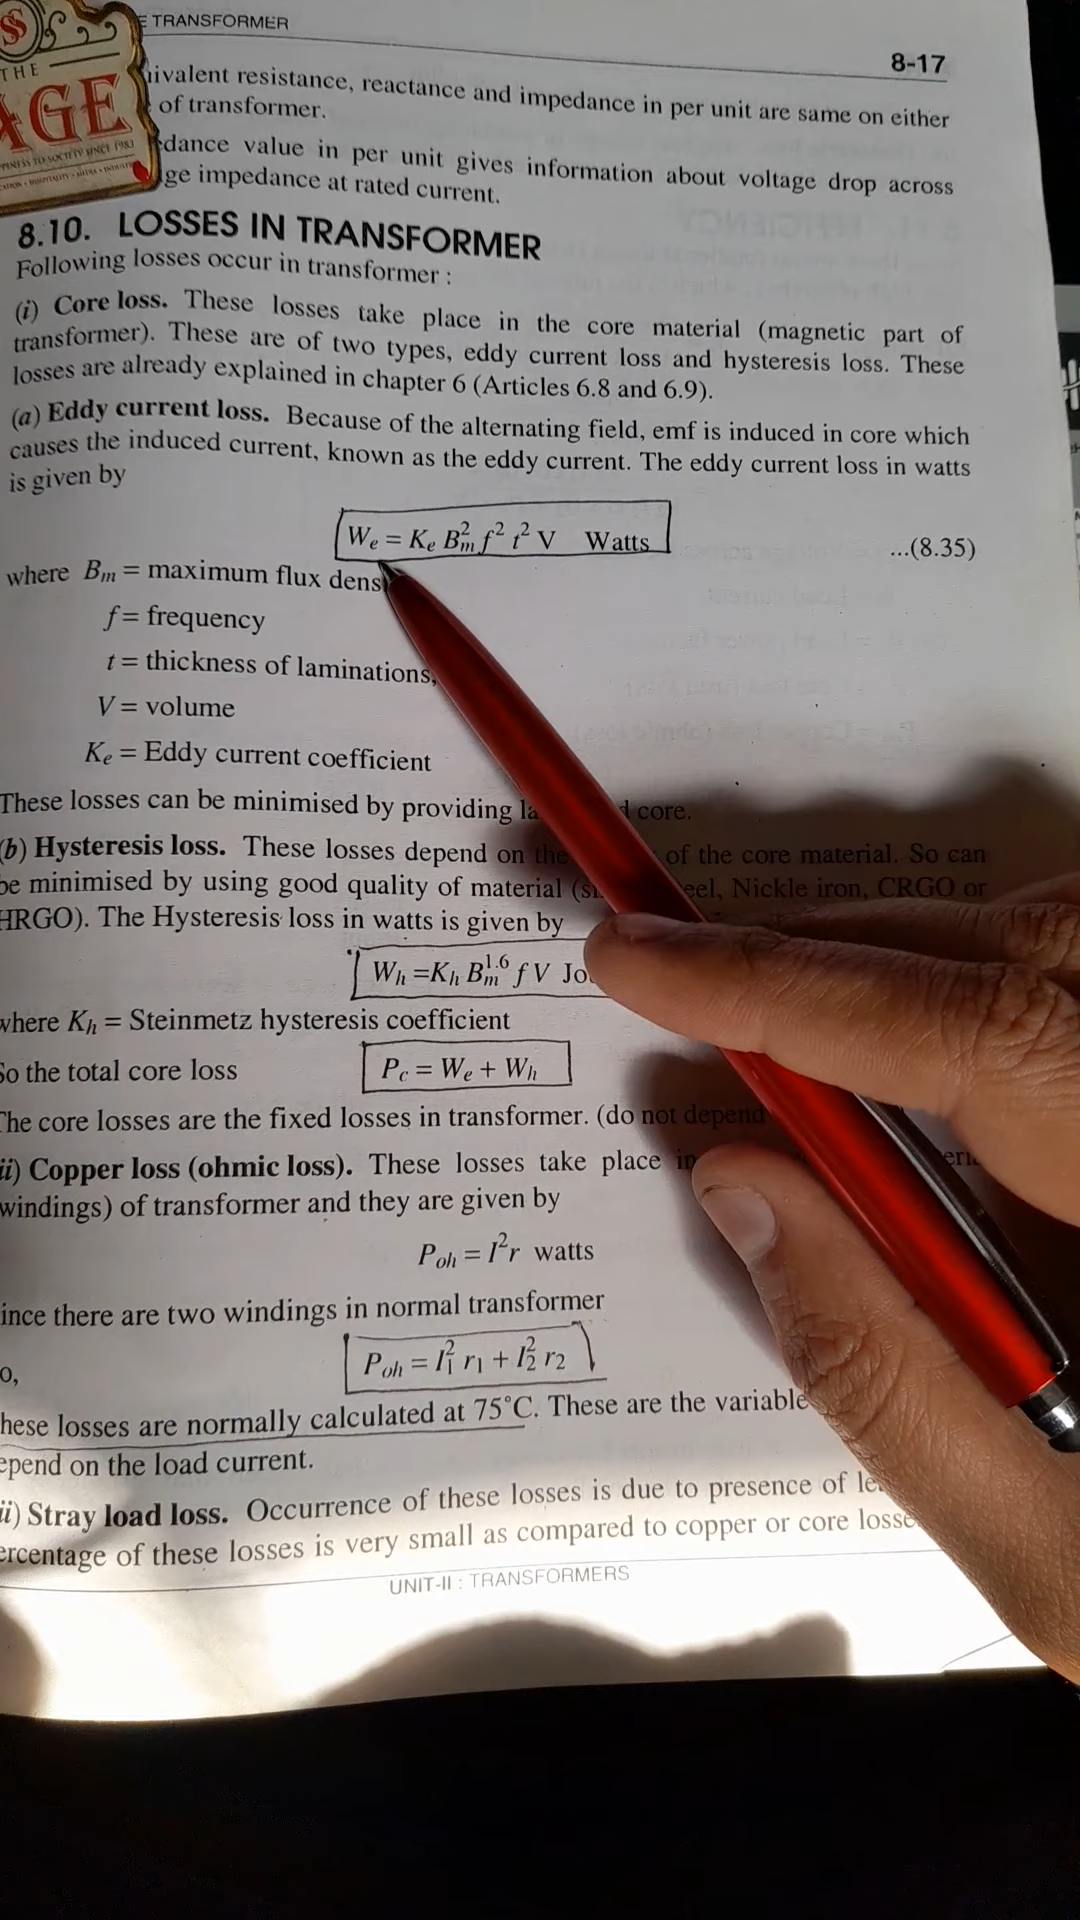 TRANSFORMER
8-17
THE
AGE
SINCE 1983
ivalent resistance, reactance and impedance in per unit are same on either
of transformer.
dance value in per unit gives information about voltage drop across
ge impedance at rated current.
8.10. LOSSES IN TRANSFORMER
Following losses occur in transformer :
(i) Core loss. These losses take place in the core material (magnetic part of
transformer). These are of two types, eddy current loss and hysteresis loss. These
losses are already explained in chapter 6 (Articles 6.8 and 6.9).
(a) Eddy current loss. Because of the alternating field, emf is induced in core which
causes the induced current, known as the eddy current. The eddy current loss in watts
is given by
Wₑ = Kₑ Bₘ² f² t² V Watts ...(8.35)
where Bₘ = maximum flux dens
f = frequency
t = thickness of laminations,
V = volume
Kₑ = Eddy current coefficient
These losses can be minimised by providing la d core.
(b) Hysteresis loss. These losses depend on the of the core material. So can
be minimised by using good quality of material (si eel, Nickle iron, CRGO or
HRGO). The Hysteresis loss in watts is given by
Wₕ =Kₕ Bₘ¹·⁶ f V Jo
where Kₕ = Steinmetz hysteresis coefficient
So the total core loss P꜀ = Wₑ + Wₕ
The core losses are the fixed losses in transformer. (do not depend
ii) Copper loss (ohmic loss). These losses take place in
windings) of transformer and they are given by
Pₒₕ = I²r watts
ince there are two windings in normal transformer
o, Pₒₕ = I₁² r₁ + I₂² r₂
hese losses are normally calculated at 75°C. These are the variable
epend on the load current.
ii) Stray load loss. Occurrence of these losses is due to presence of le
ercentage of these losses is very small as compared to copper or core losse
UNIT-II : TRANSFORMERS